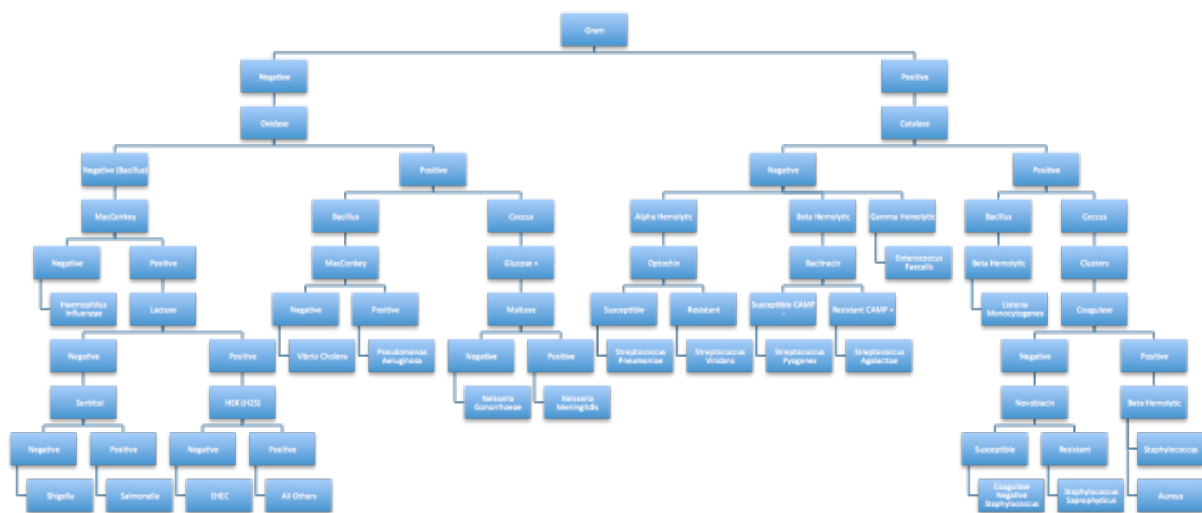 Gram
Negative
Positive
Oxidase
Catalase
Negative (Bacillus)
Positive
Negative
Positive
MacConkey
Bacillus
Coccus
Alpha Hemolytic
Beta Hemolytic
Gamma Hemolytic
Bacillus
Coccus
Negative
Positive
MacConkey
Glucose +
Optochin
Bacitracin
Enterococcus
Faecalis
Beta Hemolytic
Clusters
Haemophilus
Influenzae
Lactose
Negative
Positive
Maltose
Susceptible
Resistant
Susceptible CAMP
-
Resistant CAMP +
Listeria
Monocytogenes
Coagulase
Negative
Positive
Vibrio Cholera
Pseudomonas
Aeruginosa
Negative
Positive
Streptococcus
Pneumoniae
Streptococcus
Viridans
Streptococcus
Pyogenes
Streptococcus
Agalactiae
Negative
Positive
Sorbitol
Neisseria
Gonorrhoeae
Neisseria
Meningitidis
Novobiacin
Beta Hemolytic
Negative
Positive
Negative
Positive
Susceptible
Resistant
Staphylococcus
Shigella
Salmonella
EHEC
All Others
Coagulase
Negative
Staphylococcus
Staphylococcus
Saprophyticus
Aureus